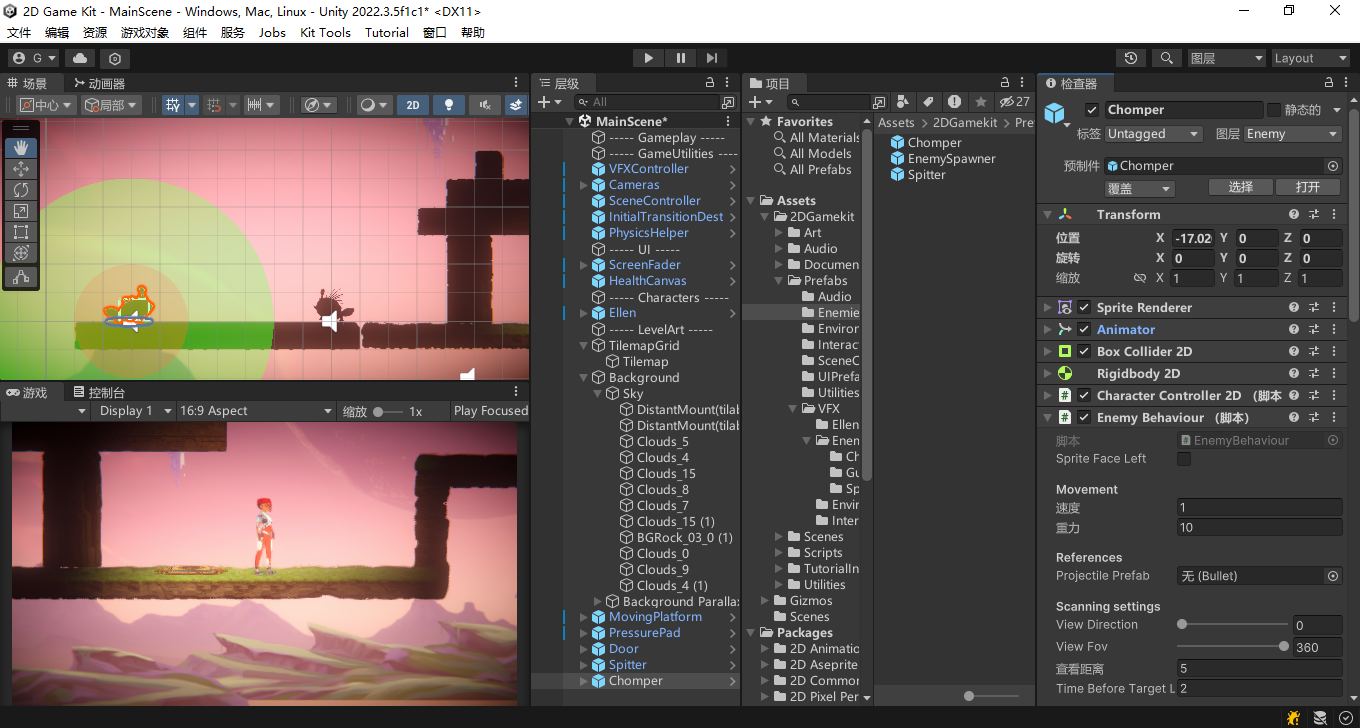 2D Game Kit - MainScene - Windows, Mac, Linux - Unity 2022.3.5f1c1* <DX11>
文件 编辑 资源 游戏对象 组件 服务 Jobs Kit Tools Tutorial 窗口 帮助
G 图层 Layout
场景 动画器
中心 局部 2D
层级
All
MainScene*
----- Gameplay -----
----- GameUtilities ----
VFXController
Cameras
SceneController
InitialTransitionDest
PhysicsHelper
----- UI -----
ScreenFader
HealthCanvas
----- Characters -----
Ellen
----- LevelArt -----
TilemapGrid
Tilemap
Background
Sky
DistantMount(tilab
DistantMount(tilab
Clouds_5
Clouds_4
Clouds_15
Clouds_8
Clouds_7
Clouds_15 (1)
BGRock_03_0 (1)
Clouds_0
Clouds_9
Clouds_4 (1)
Background Paralla
MovingPlatform
PressurePad
Door
Spitter
Chomper
项目
27
Favorites
All Materials
All Models
All Prefabs
Assets
2DGamekit
Art
Audio
Documen
Prefabs
Audio
Enemie
Enviror
Interac
SceneC
UIPrefa
Utilities
VFX
Ellen
Enen
Ch
Gu
Sp
Envir
Inter
Scenes
Scripts
TutorialIn
Utilities
Gizmos
Scenes
Packages
2D Animatio
2D Aseprite
2D Common
2D Pixel Per
Assets > 2DGamekit > Pre
Chomper
EnemySpawner
Spitter
检查器
Chomper 静态的
标签 Untagged 图层 Enemy
预制件 Chomper
覆盖 选择 打开
Transform
位置 X -17.02 Y 0 Z 0
旋转 X 0 Y 0 Z 0
缩放 X 1 Y 1 Z 1
Sprite Renderer
Animator
Box Collider 2D
Rigidbody 2D
Character Controller 2D （脚本
Enemy Behaviour （脚本）
脚本 EnemyBehaviour
Sprite Face Left
Movement
速度 1
重力 10
References
Projectile Prefab 无 (Bullet)
Scanning settings
View Direction 0
View Fov 360
查看距离 5
Time Before Target L 2
游戏 控制台
Display 1 16:9 Aspect 缩放 1x Play Focused